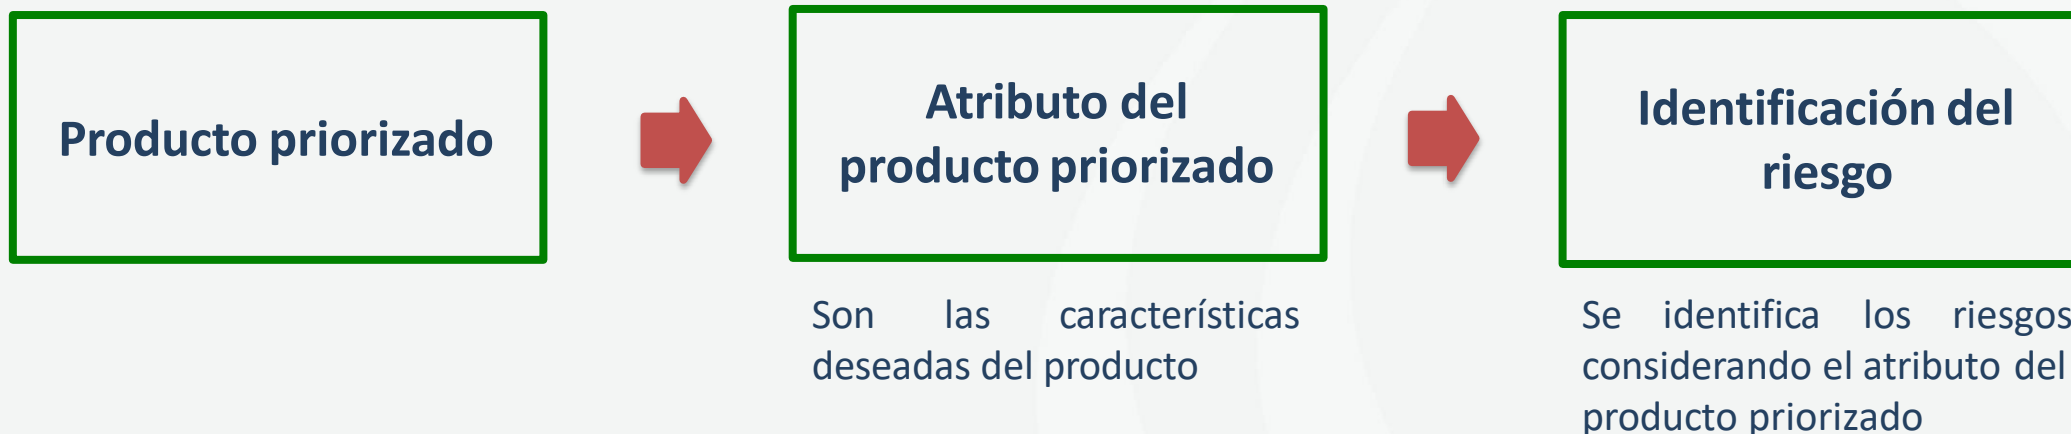 Producto priorizado
Atributo del
producto priorizado
Son las características
deseadas del producto
Identificación del
riesgo
Se identifica los riesgos
considerando el atributo del
producto priorizado